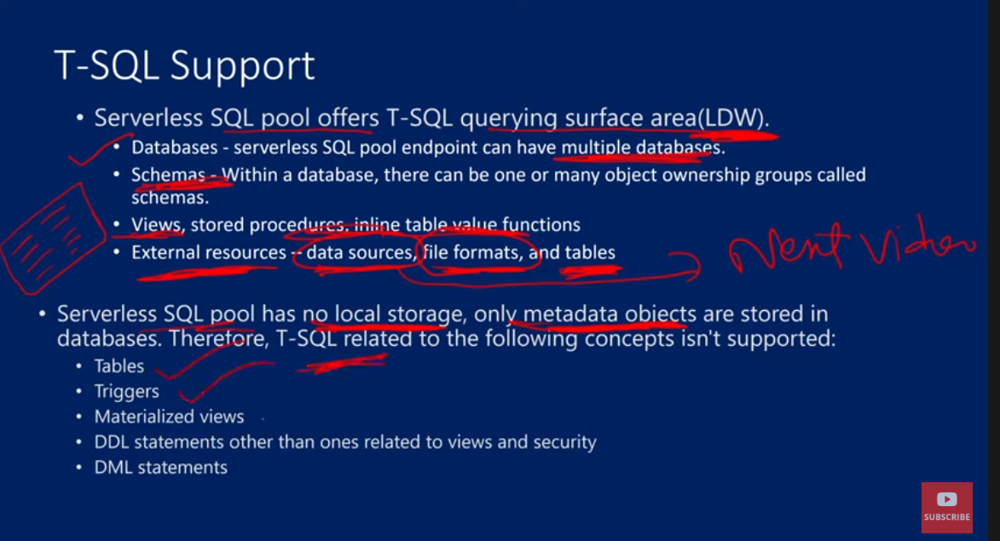 T-SQL Support
• Serverless SQL pool offers T-SQL querying surface area(LDW).
• Databases - serverless SQL pool endpoint can have multiple databases.
• Schemas - Within a database, there can be one or many object ownership groups called
schemas.
• Views, stored procedures, inline table value functions
• External resources – data sources, file formats, and tables
Next Video
• Serverless SQL pool has no local storage, only metadata objects are stored in
databases. Therefore, T-SQL related to the following concepts isn't supported:
• Tables
• Triggers
• Materialized views
• DDL statements other than ones related to views and security
• DML statements
SUBSCRIBE